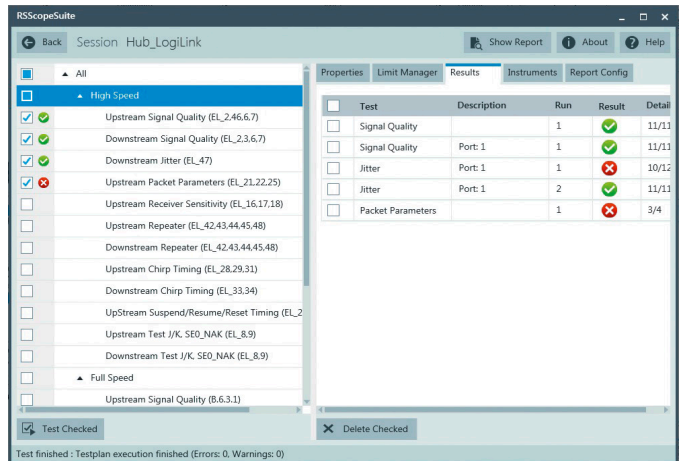 RSScopeSuite
Back Session Hub_LogiLink Show Report About Help
All
High Speed
Upstream Signal Quality (EL_2,46,6,7)
Downstream Signal Quality (EL_2,3,6,7)
Downstream Jitter (EL_47)
Upstream Packet Parameters (EL_21,22,25)
Upstream Receiver Sensitivity (EL_16,17,18)
Upstream Repeater (EL_42,43,44,45,48)
Downstream Repeater (EL_42,43,44,45,48)
Upstream Chirp Timing (EL_28,29,31)
Downstream Chirp Timing (EL_33,34)
UpStream Suspend/Resume/Reset Timing (EL_2
Upstream Test J/K, SE0_NAK (EL_8,9)
Downstream Test J/K, SE0_NAK (EL_8,9)
Full Speed
Upstream Signal Quality (B.6.3.1)
Test Checked
Properties Limit Manager Results Instruments Report Config
Test Description Run Result Detail
Signal Quality 1 11/11
Signal Quality Port: 1 1 11/11
Jitter Port: 1 1 10/12
Jitter Port: 1 2 11/11
Packet Parameters 1 3/4
Delete Checked
Test finished : Testplan execution finished (Errors: 0, Warnings: 0)